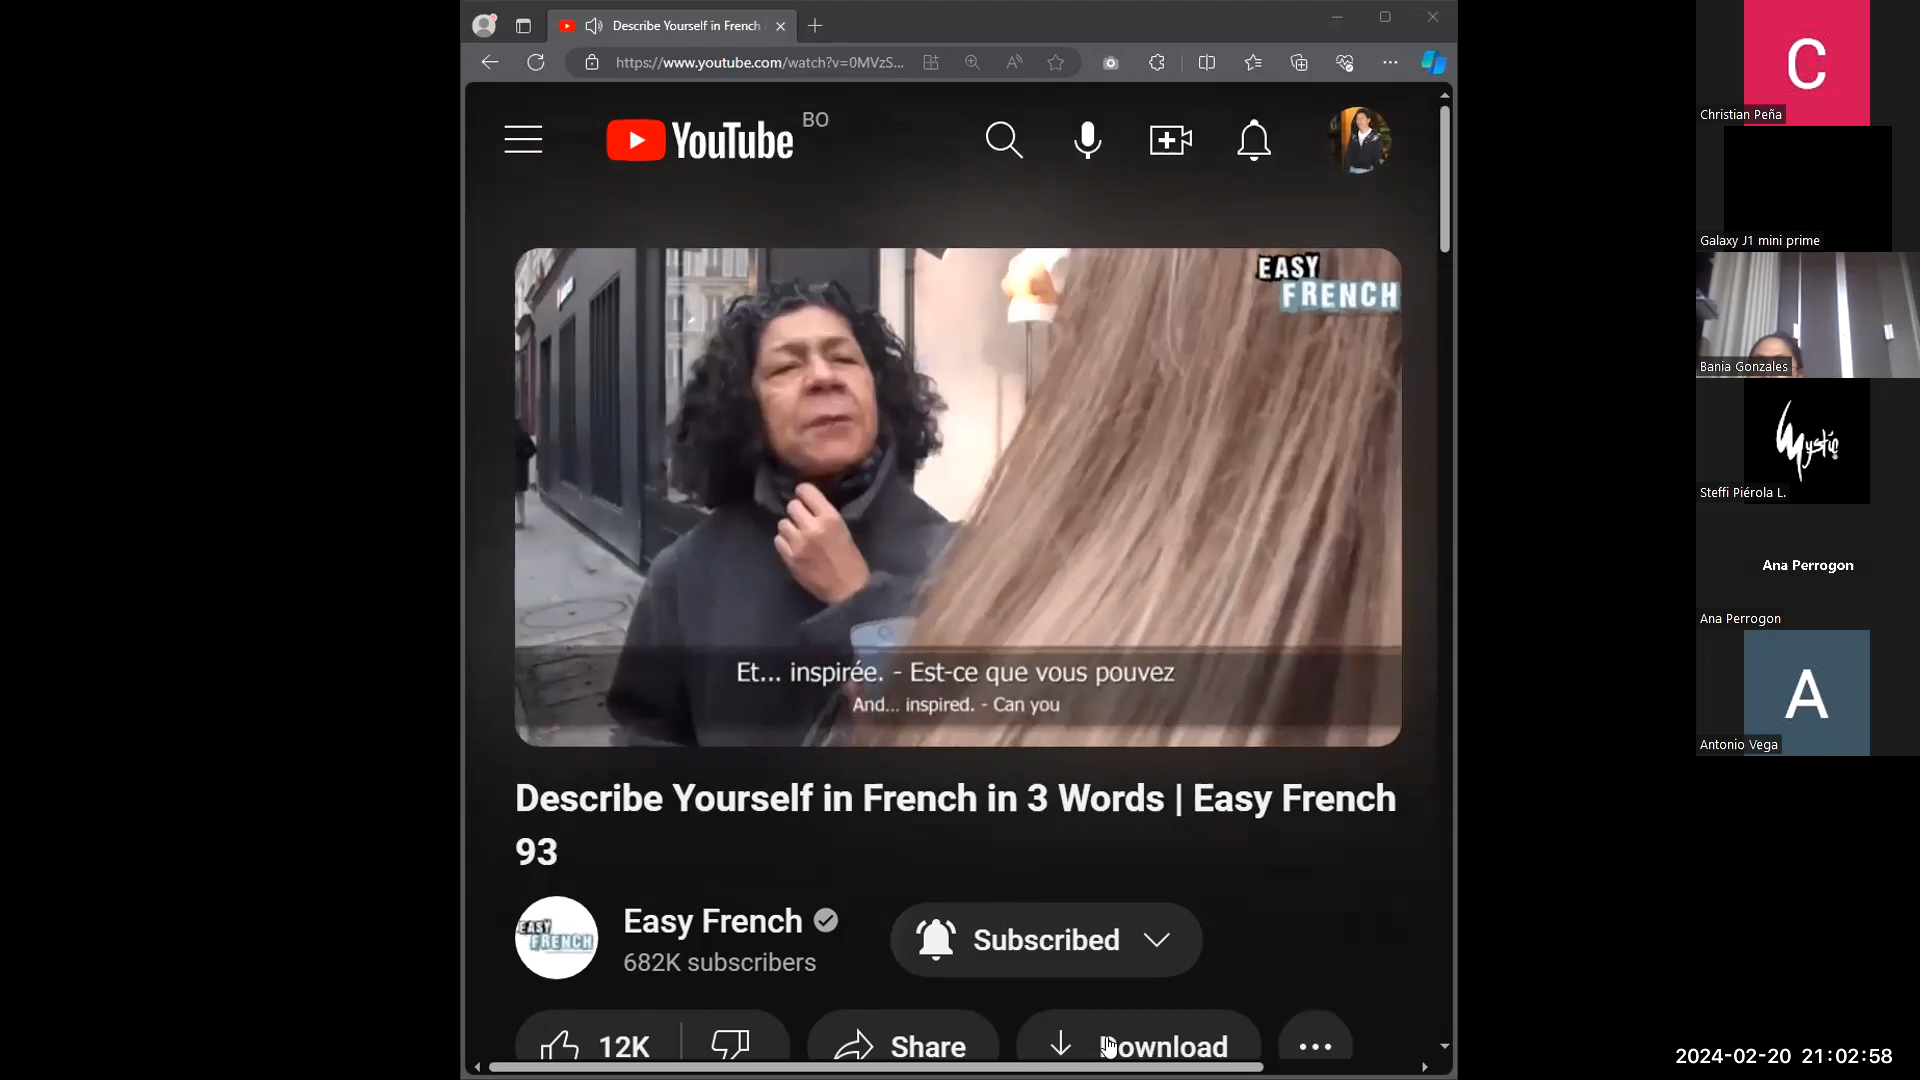 Describe Yourself in French
https://www.youtube.com/watch?v=0MVzS...
YouTube
BO
EASY
FRENCH
Et... inspirée. - Est-ce que vous pouvez
And... inspired. - Can you
Describe Yourself in French in 3 Words | Easy French
93
EASY
FRENCH
Easy French
682K subscribers
Subscribed
12K
Share
Download
C
Christian Peña
Galaxy J1 mini prime
Bania Gonzales
Mystic
Steffi Piérola L.
Ana Perrogon
Ana Perrogon
A
Antonio Vega
2024-02-20 21:02:58